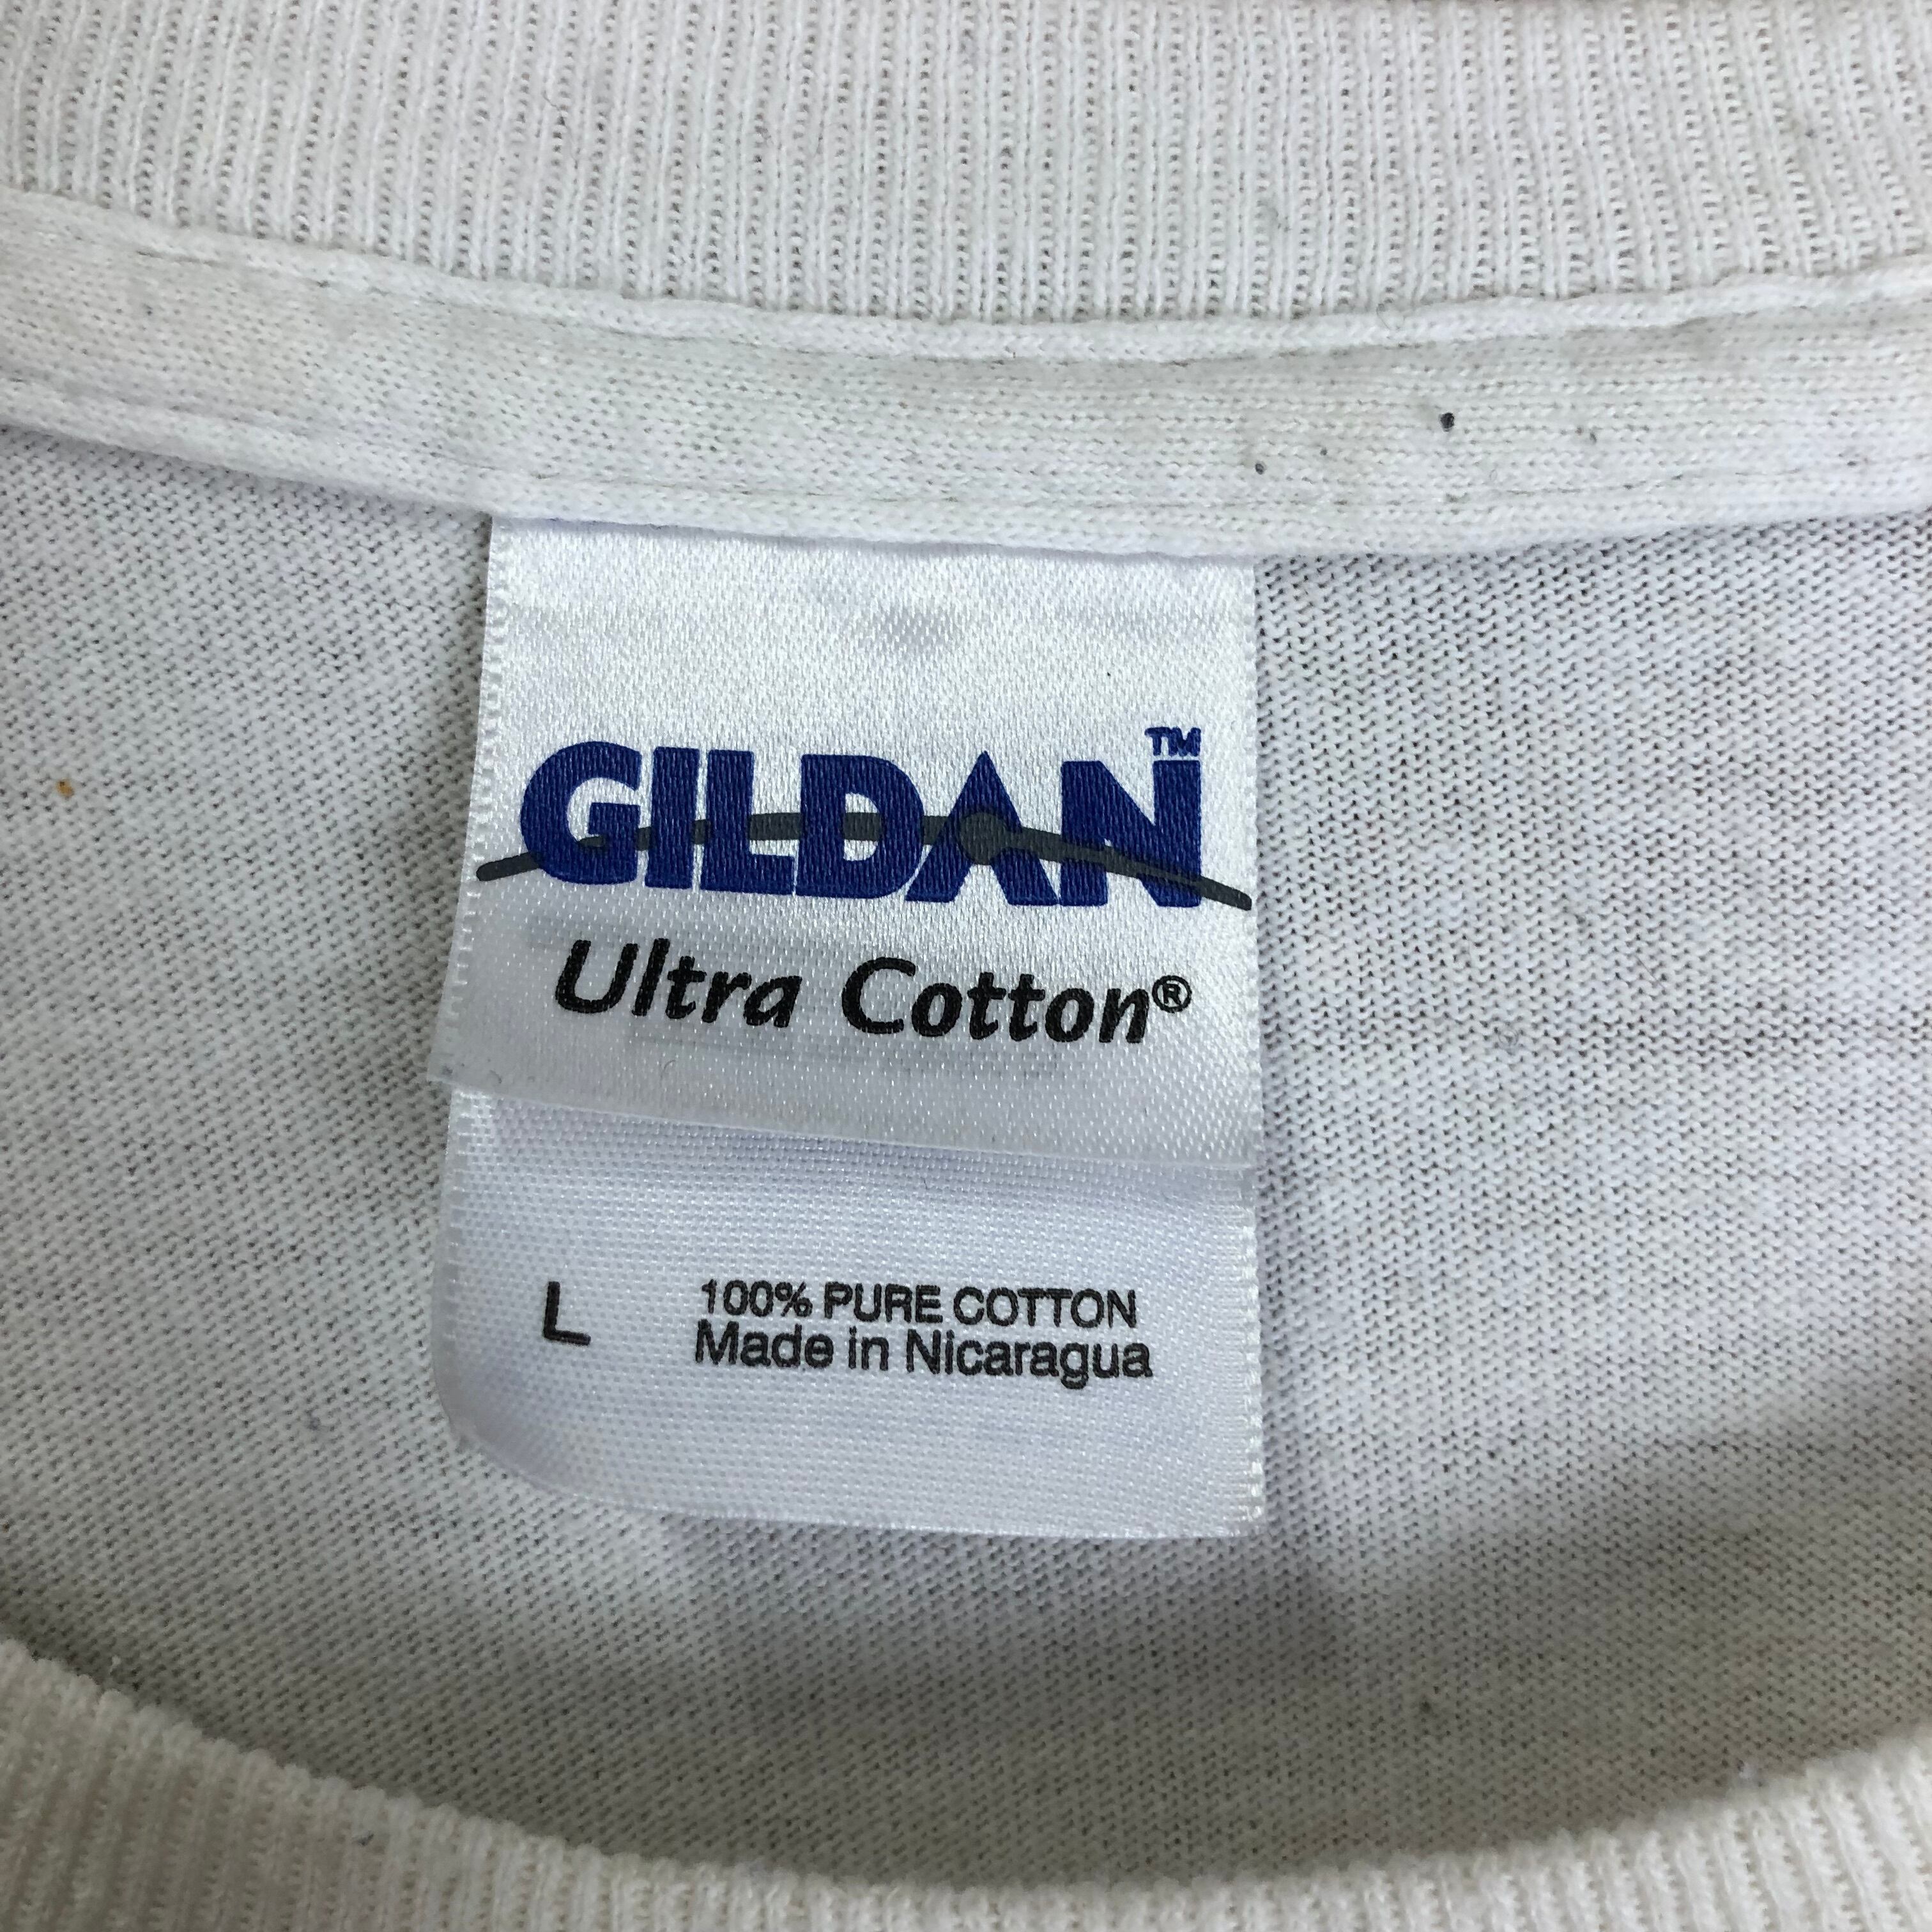 GILDAN™
Ultra Cotton®
L 100% PURE COTTON
Made in Nicaragua